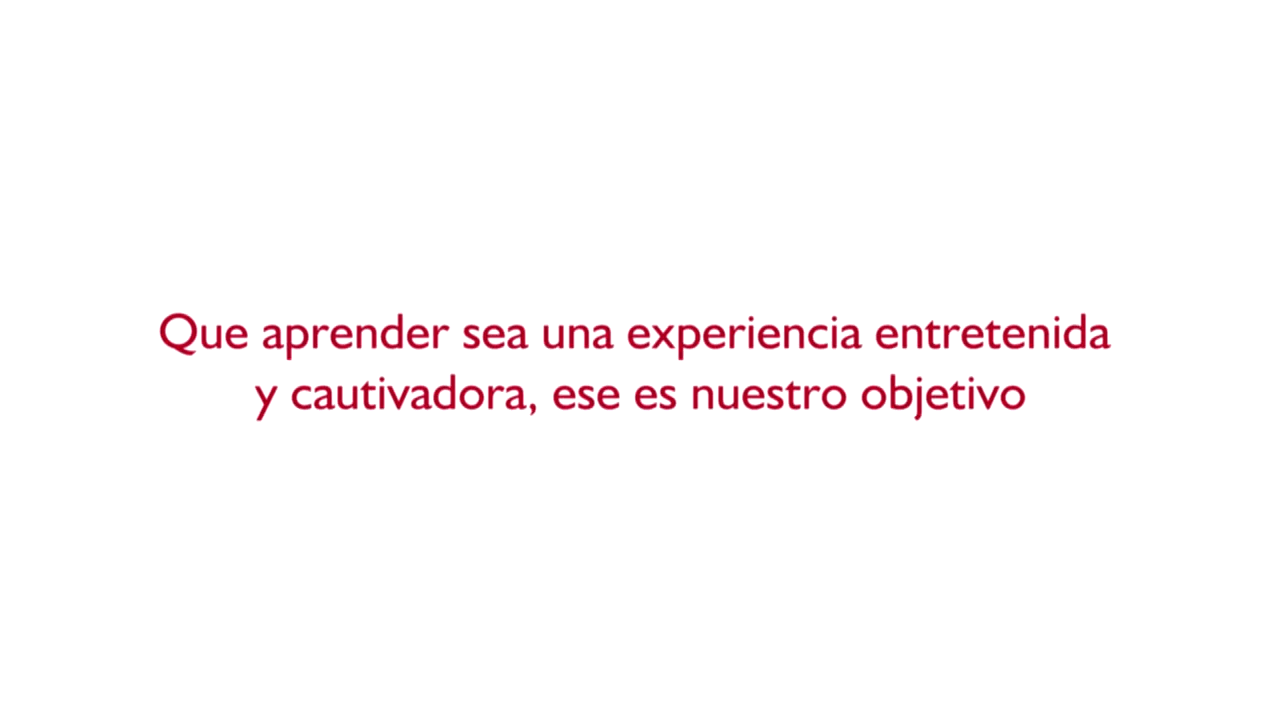 Que aprender sea una experiencia entretenida
y cautivadora, ese es nuestro objetivo